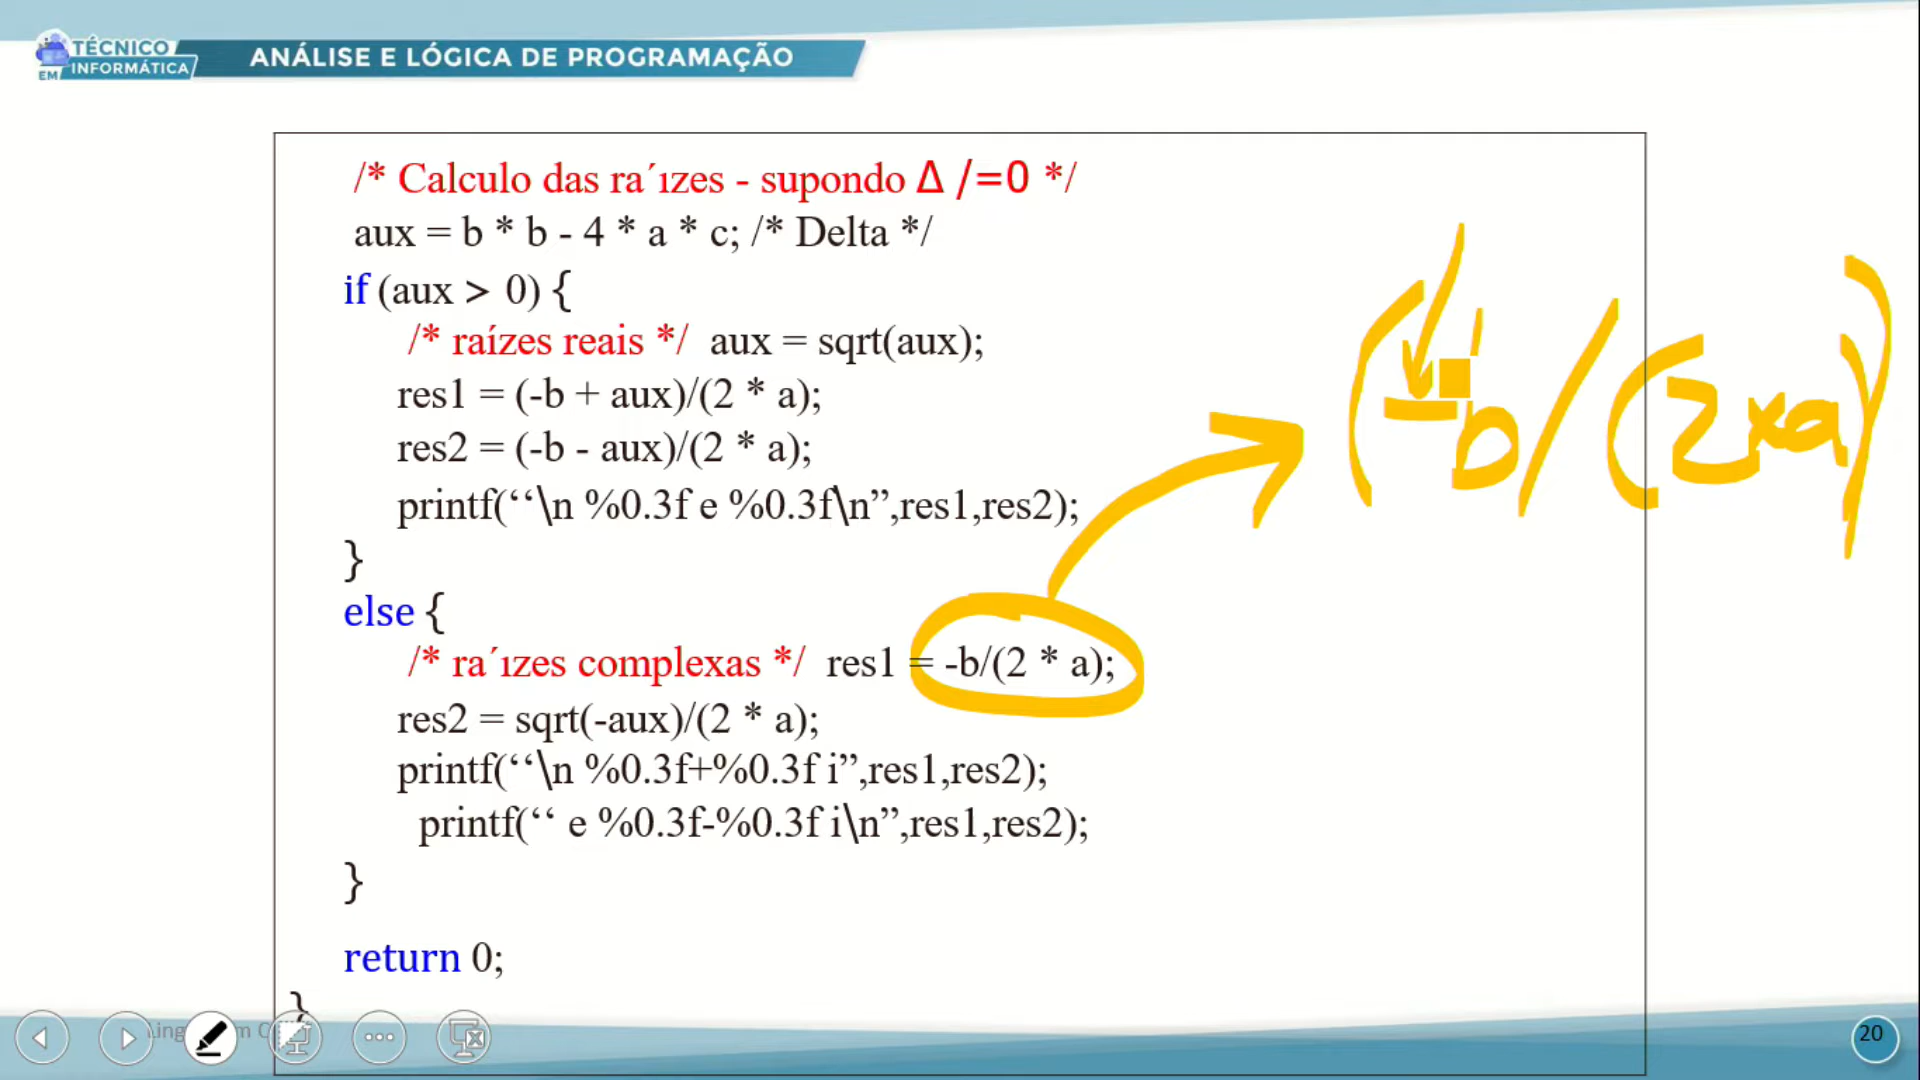 TÉCNICO
EM INFORMÁTICA
ANÁLISE E LÓGICA DE PROGRAMAÇÃO
/* Calculo das ra´ızes - supondo Δ /=0 */
aux = b * b - 4 * a * c; /* Delta */
if (aux > 0) {
/* raízes reais */ aux = sqrt(aux);
res1 = (-b + aux)/(2 * a);
res2 = (-b - aux)/(2 * a);
printf(‘‘\n %0.3f e %0.3f\n”,res1,res2);
}
else {
/* ra´ızes complexas */ res1 = -b/(2 * a);
res2 = sqrt(-aux)/(2 * a);
printf(‘‘\n %0.3f+%0.3f i”,res1,res2);
printf(‘‘ e %0.3f-%0.3f i\n”,res1,res2);
}
return 0;
}
(-b/(2xa))
20